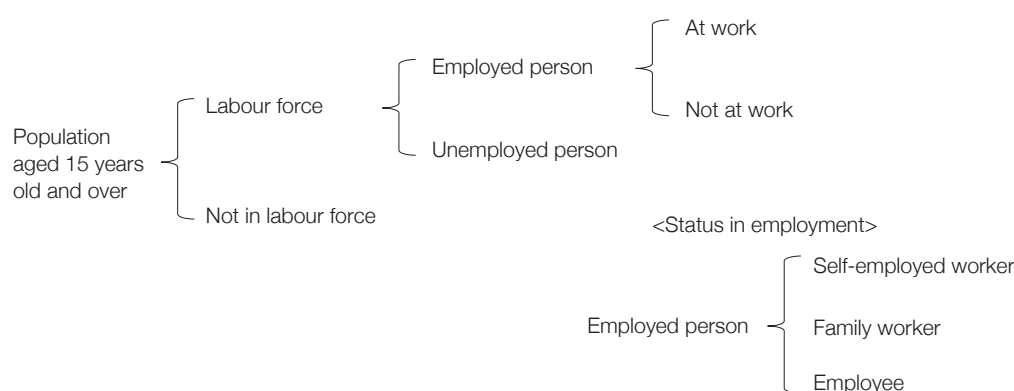 At work
Employed person
Labour force
Not at work
Population
aged 15 years
old and over
Unemployed person
Not in labour force
<Status in employment>
Self-employed worker
Employed person
Family worker
Employee